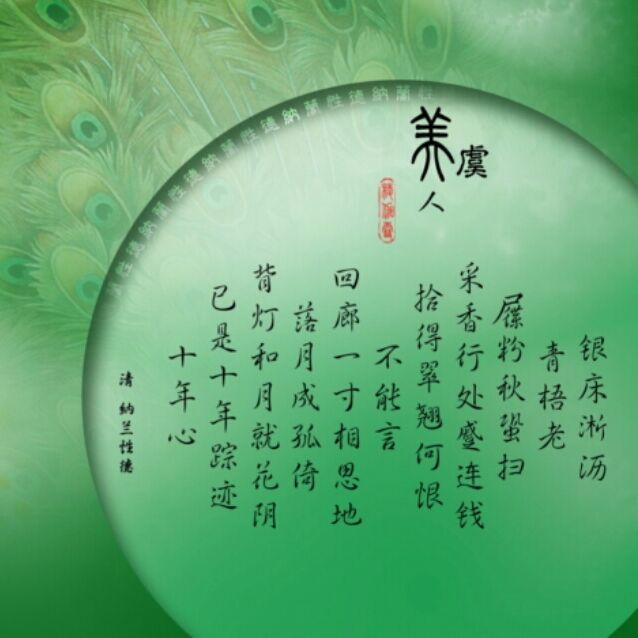 虞美人
银床淅沥
青梧老
屧粉秋蛩扫
采香行处蹙连钱
拾得翠翘何恨
不能言
回廊一寸相思地
落月成孤倚
背灯和月就花阴
已是十年踪迹
十年心
清 纳兰性德